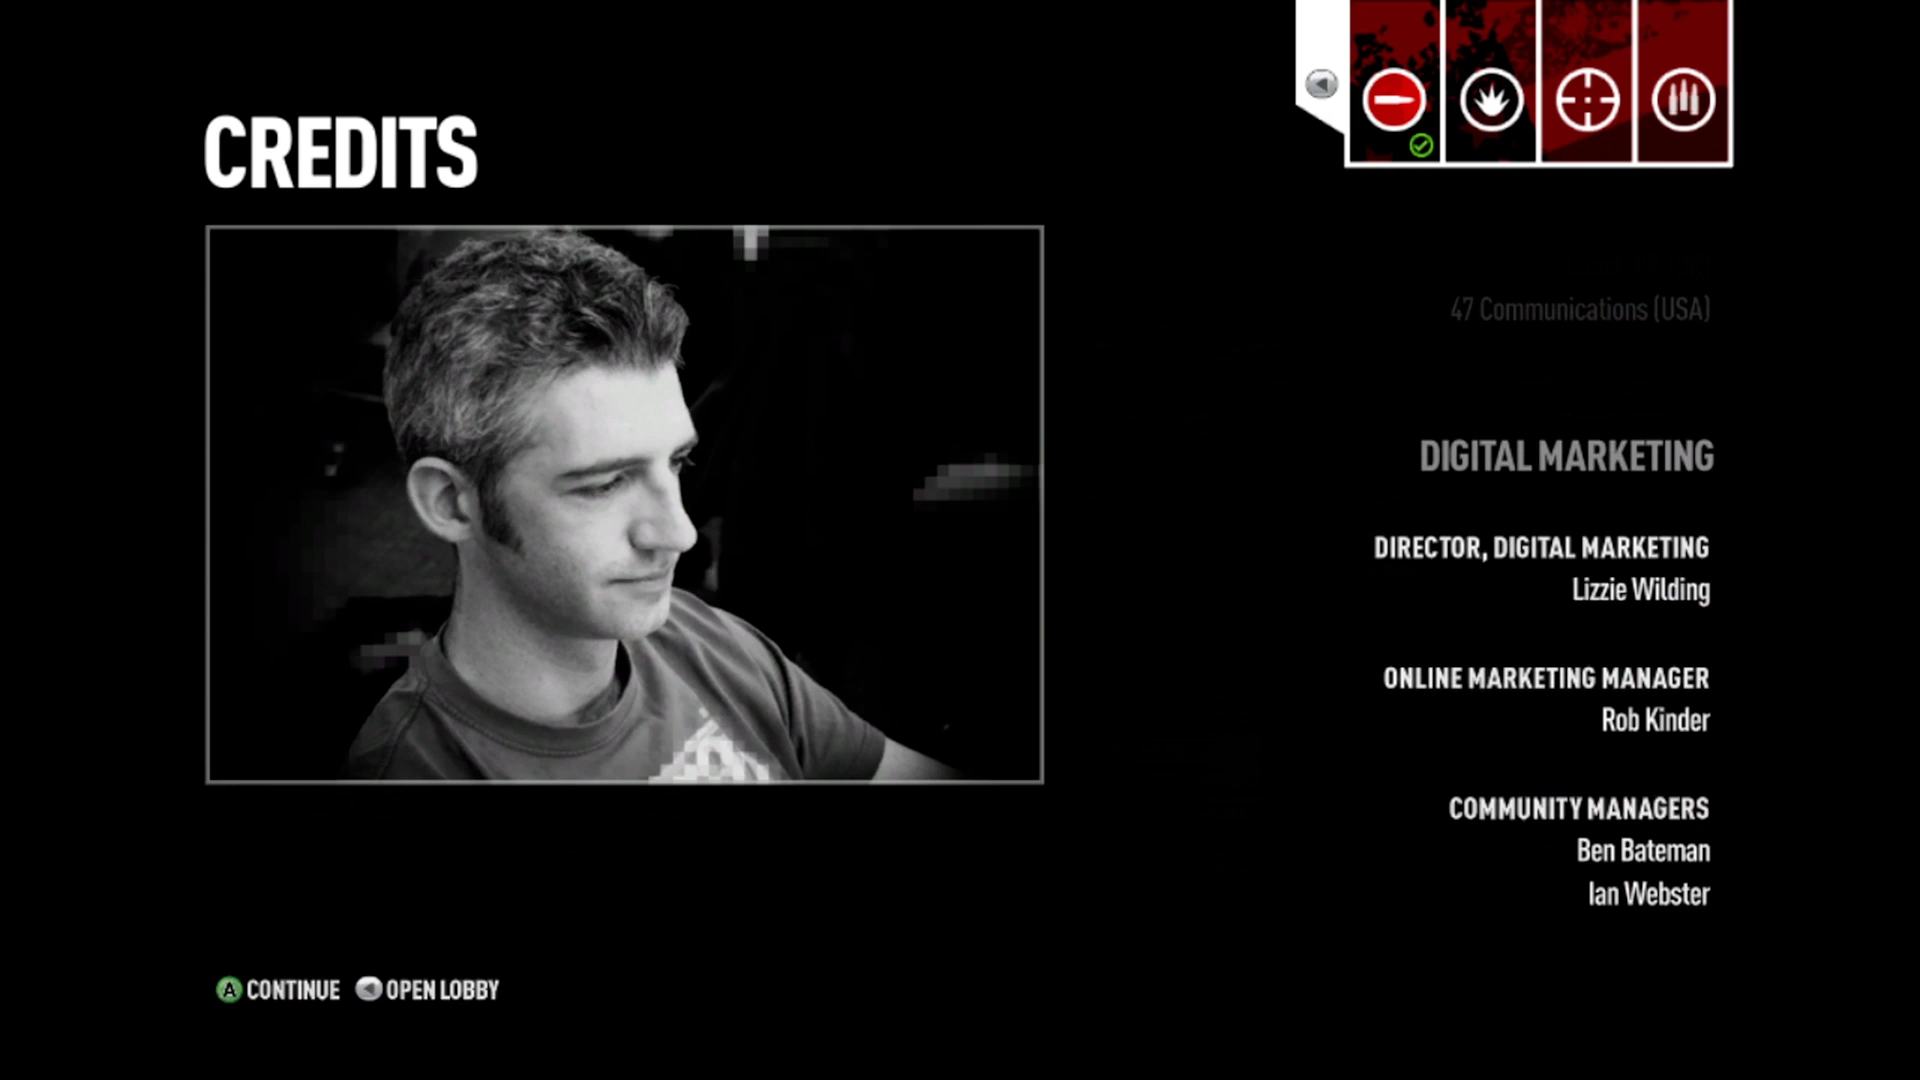 CREDITS
47 Communications (USA)
DIGITAL MARKETING
DIRECTOR, DIGITAL MARKETING
Lizzie Wilding
ONLINE MARKETING MANAGER
Rob Kinder
COMMUNITY MANAGERS
Ben Bateman
Ian Webster
A CONTINUE OPEN LOBBY